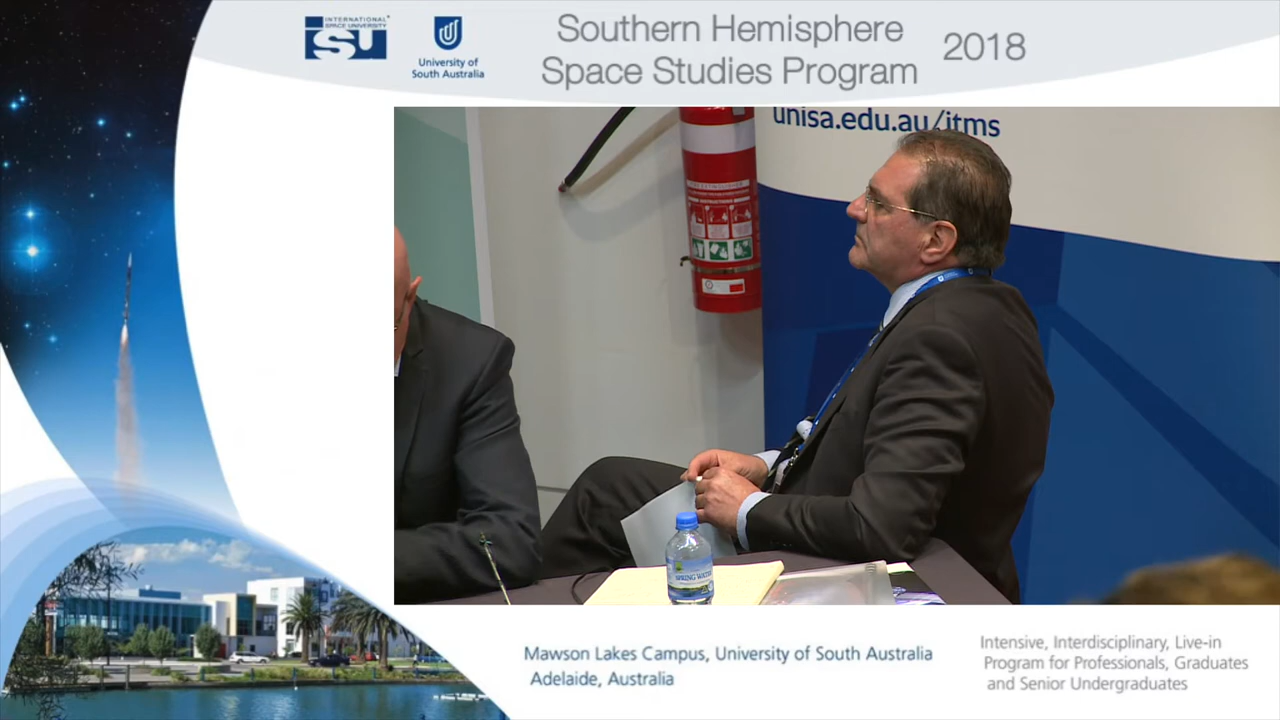 INTERNATIONAL
SPACE UNIVERSITY
ISU
University of
South Australia
Southern Hemisphere
Space Studies Program
2018
unisa.edu.au/itms
SPRING WATER
Mawson Lakes Campus, University of South Australia
Adelaide, Australia
Intensive, Interdisciplinary, Live-in
Program for Professionals, Graduates
and Senior Undergraduates